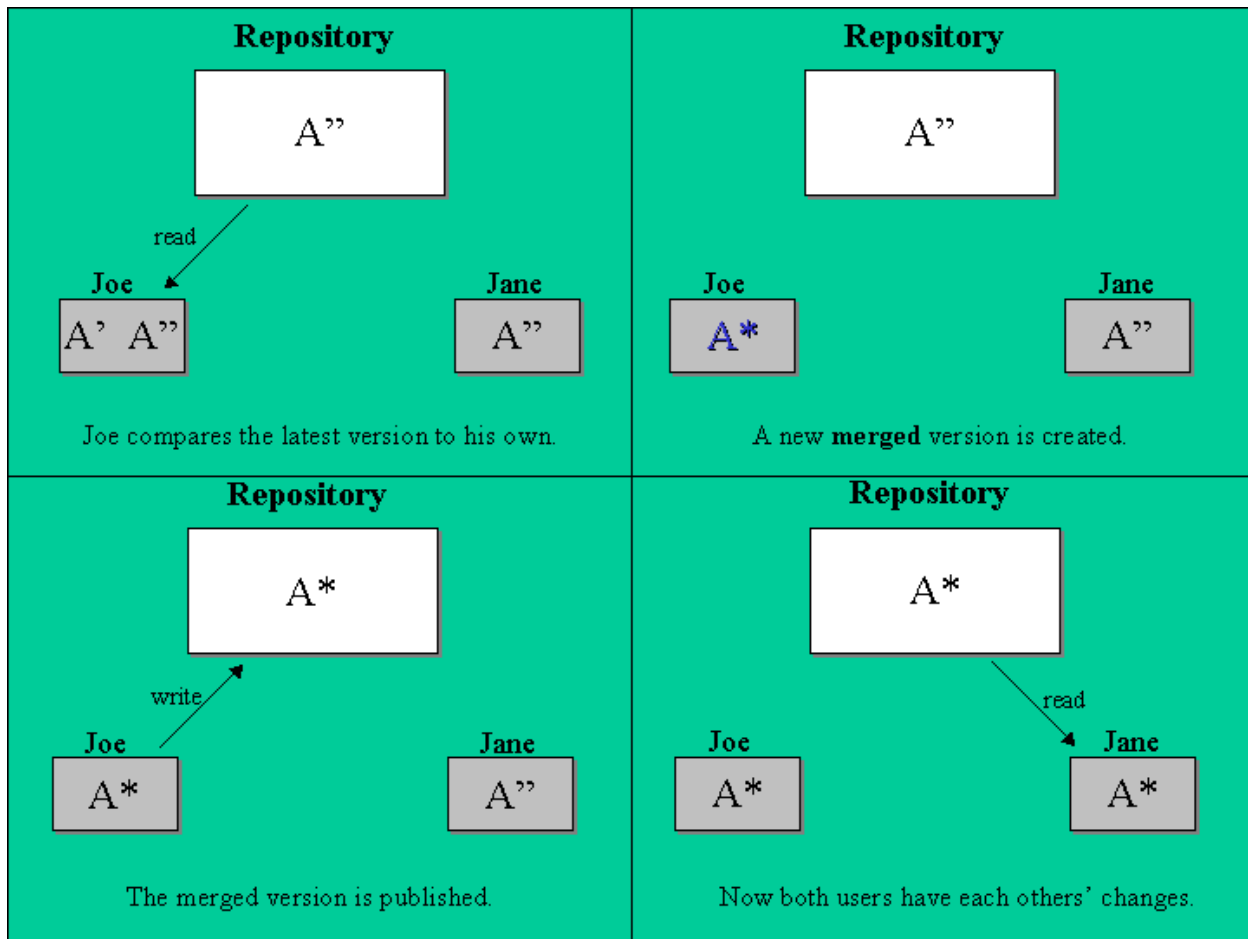 Repository
A”
read
Joe
Jane
A’ A”
A”
Joe compares the latest version to his own.
Repository
A”
Joe
Jane
A*
A”
A new merged version is created.
Repository
A*
write
Joe
Jane
A*
A”
The merged version is published.
Repository
A*
read
Joe
Jane
A*
A*
Now both users have each others’ changes.